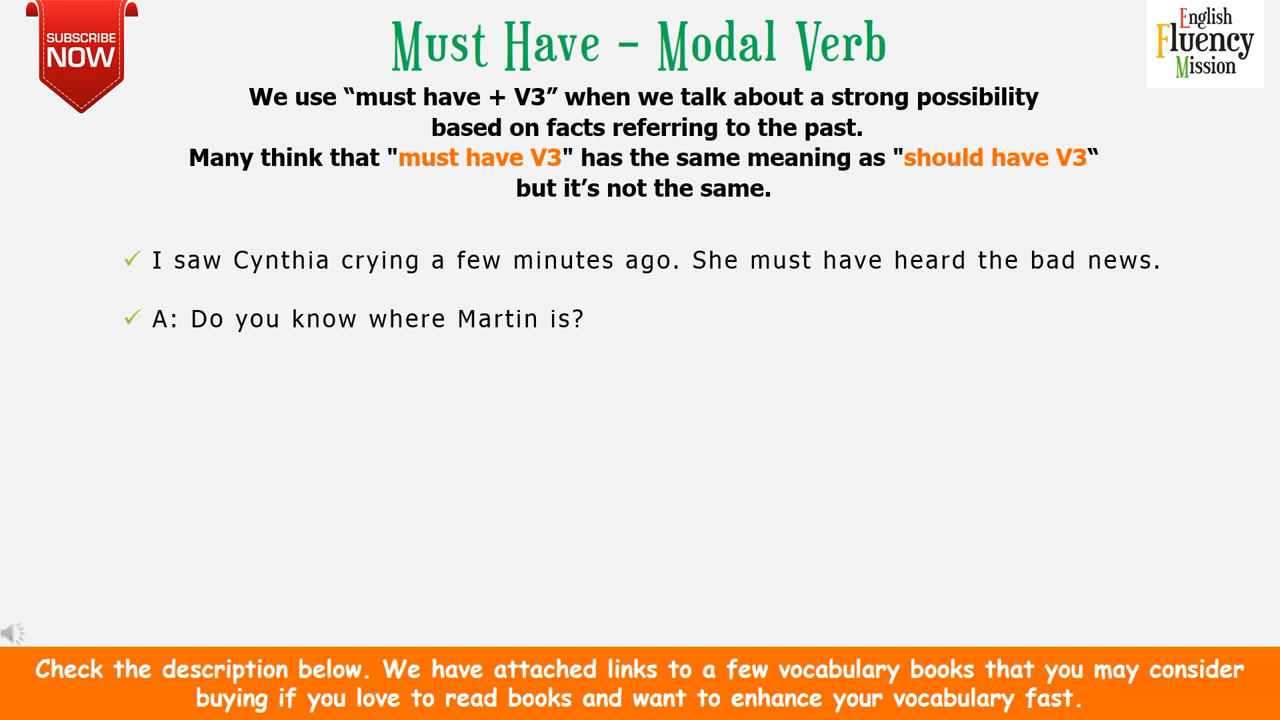 SUBSCRIBE
NOW
Must Have – Modal Verb
English
Fluency
Mission
We use “must have + V3” when we talk about a strong possibility
based on facts referring to the past.
Many think that "must have V3" has the same meaning as "should have V3“
but it’s not the same.
✓ I saw Cynthia crying a few minutes ago. She must have heard the bad news.
✓ A: Do you know where Martin is?
Check the description below. We have attached links to a few vocabulary books that you may consider
buying if you love to read books and want to enhance your vocabulary fast.